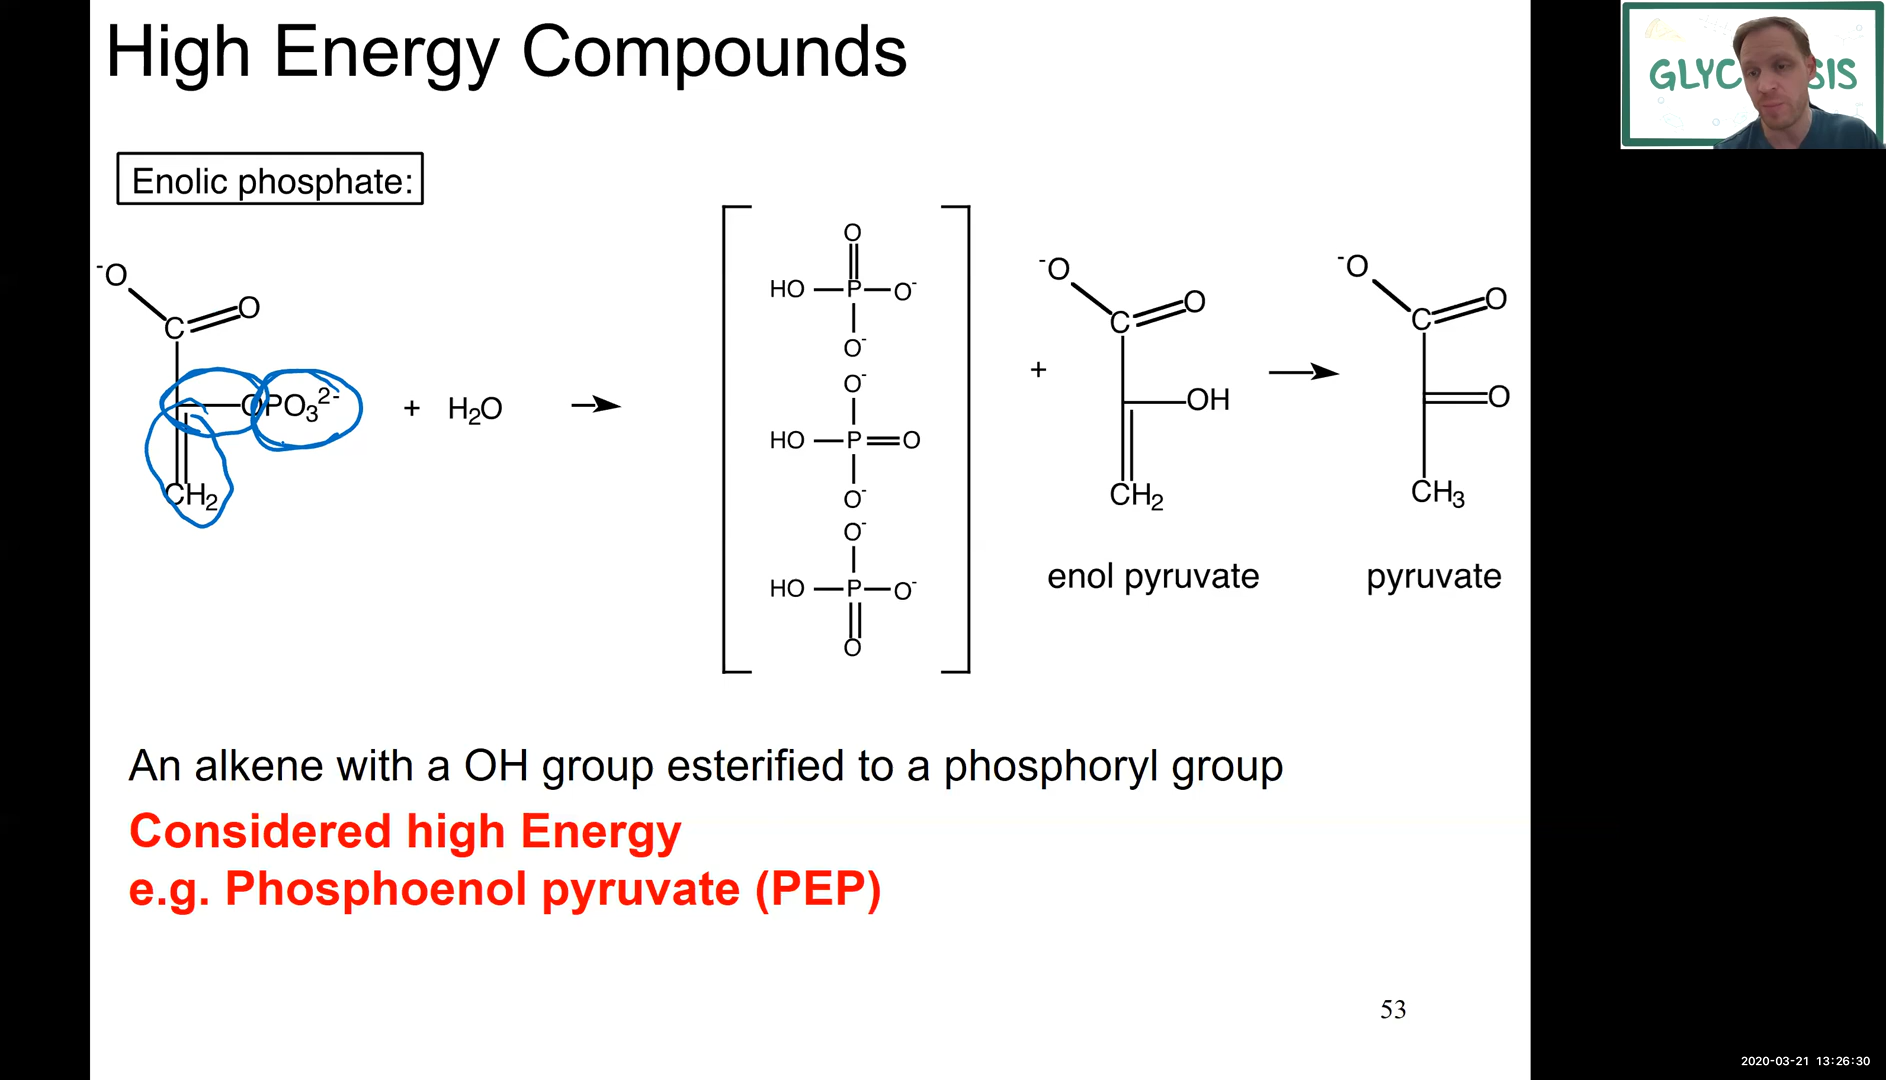 High Energy Compounds
GLYC SIS
Enolic phosphate:
⁻O
C
O
OPO₃²⁻
CH₂
+ H₂O
O
HO P O⁻
O⁻
O⁻
HO P O
O⁻
O⁻
HO P O⁻
O
+
⁻O
C
O
OH
CH₂
enol pyruvate
⁻O
C
O
O
CH₃
pyruvate
An alkene with a OH group esterified to a phosphoryl group
Considered high Energy
e.g. Phosphoenol pyruvate (PEP)
53
2020-03-21 13:26:30